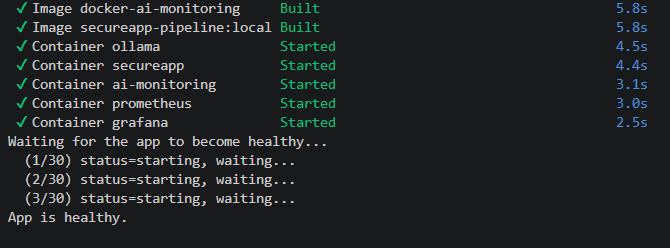 ✓ Image docker-ai-monitoring Built 5.8s
✓ Image secureapp-pipeline:local Built 5.8s
✓ Container ollama Started 4.5s
✓ Container secureapp Started 4.4s
✓ Container ai-monitoring Started 3.1s
✓ Container prometheus Started 3.0s
✓ Container grafana Started 2.5s
Waiting for the app to become healthy...
(1/30) status=starting, waiting...
(2/30) status=starting, waiting...
(3/30) status=starting, waiting...
App is healthy.